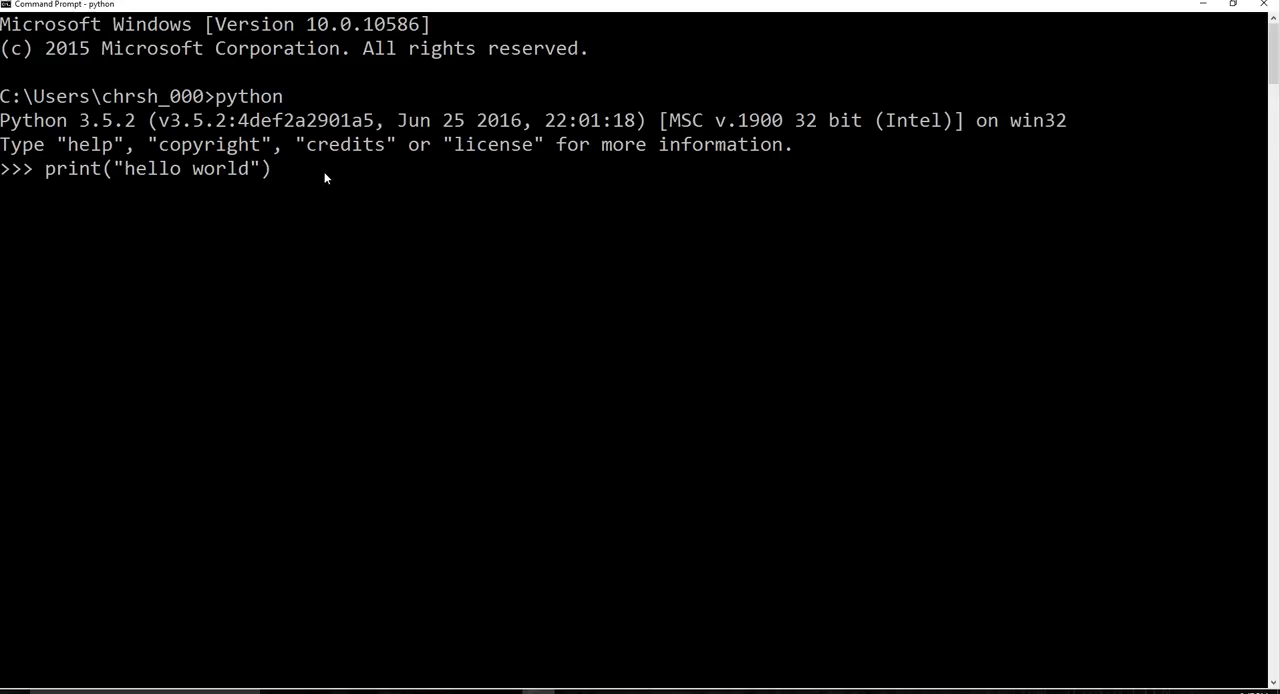 Command Prompt - python
Microsoft Windows [Version 10.0.10586]
(c) 2015 Microsoft Corporation. All rights reserved.
C:\Users\chrsh_000>python
Python 3.5.2 (v3.5.2:4def2a2901a5, Jun 25 2016, 22:01:18) [MSC v.1900 32 bit (Intel)] on win32
Type "help", "copyright", "credits" or "license" for more information.
>>> print("hello world")